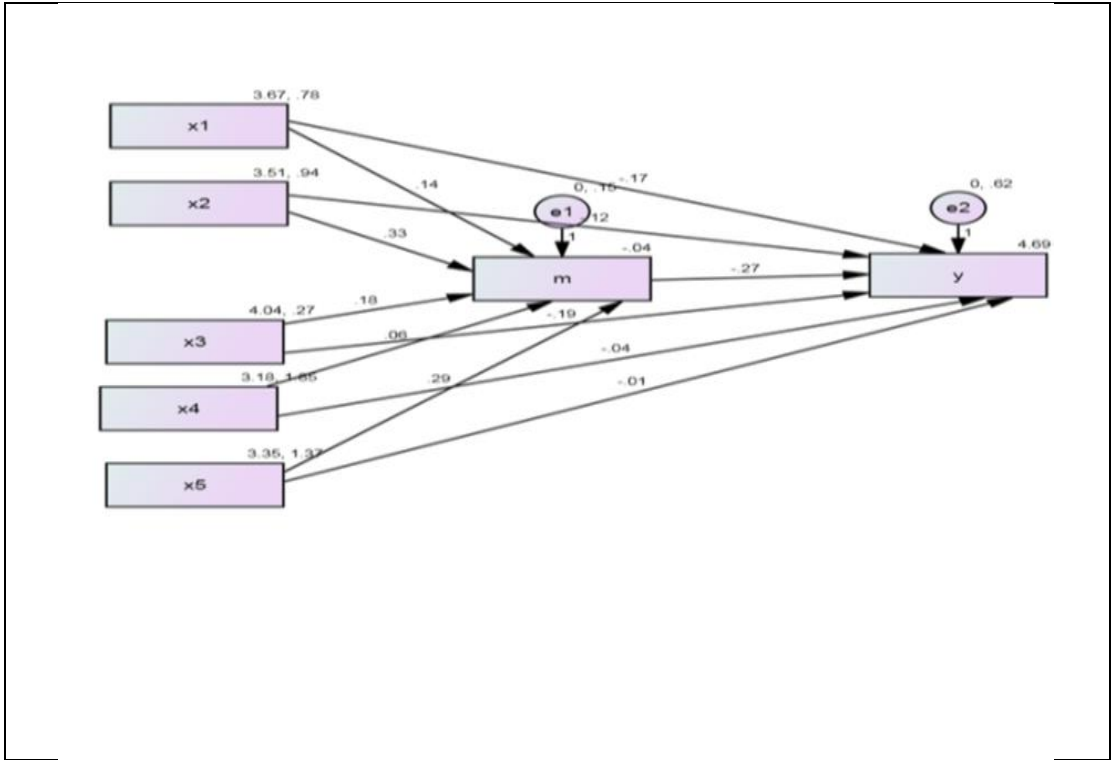 3.67, .78
x1
3.51, .94
x2
.14
-.17
0, .15
e1
-.12
1
0, .62
e2
1
.33
-.04
m
4.69
y
-.27
4.04, .27
x3
.18
-.19
.06
3.18, 1.85
x4
-.04
.29
-.01
3.35, 1.37
x5